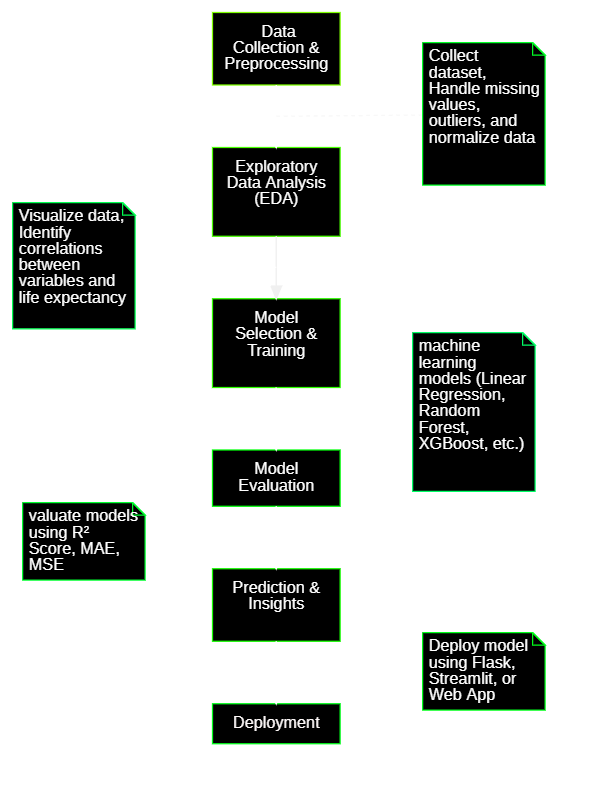 Data
Collection &
Preprocessing
Collect
dataset,
Handle missing
values,
outliers, and
normalize data
Exploratory
Data Analysis
(EDA)
Visualize data,
Identify
correlations
between
variables and
life expectancy
Model
Selection &
Training
machine
learning
models (Linear
Regression,
Random
Forest,
XGBoost, etc.)
Model
Evaluation
valuate models
using R²
Score, MAE,
MSE
Prediction &
Insights
Deploy model
using Flask,
Streamlit, or
Web App
Deployment